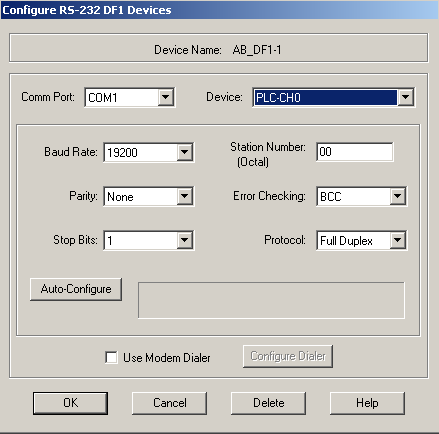 Configure RS-232 DF1 Devices
Device Name: AB_DF1-1
Comm Port: COM1 Device: PLC-CH0
Baud Rate: 19200 Station Number: 00
(Octal)
Parity: None Error Checking: BCC
Stop Bits: 1 Protocol: Full Duplex
Auto-Configure
Use Modem Dialer Configure Dialer
OK Cancel Delete Help